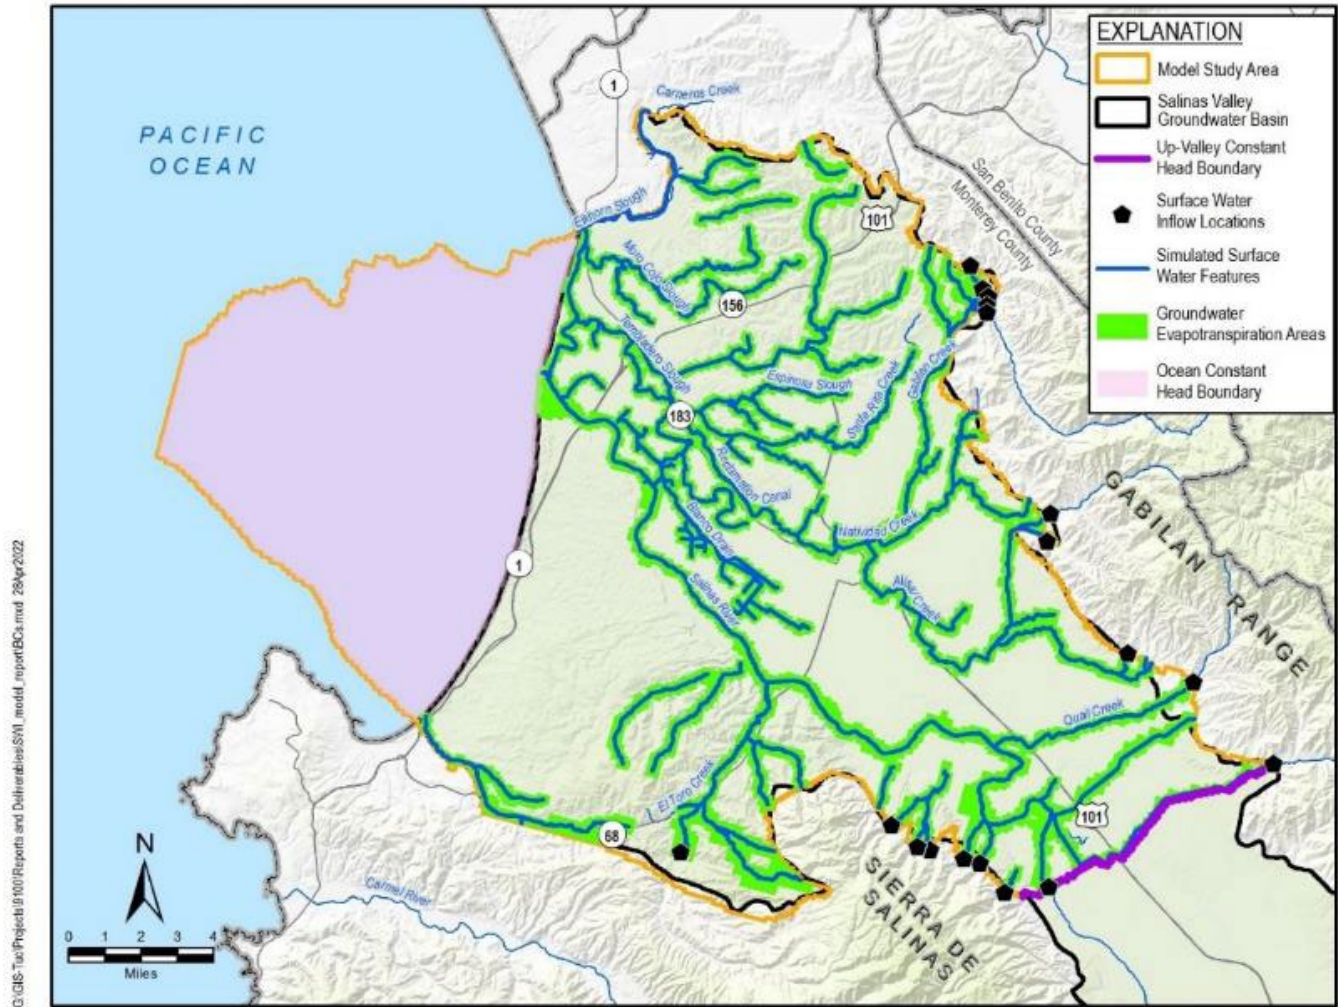 EXPLANATION
Model Study Area
Salinas Valley
Groundwater Basin
Up-Valley Constant
Head Boundary
Surface Water
Inflow Locations
Simulated Surface
Water Features
Groundwater
Evapotranspiration Areas
Ocean Constant
Head Boundary
PACIFIC
OCEAN
1
Carneros Creek
San Benito County
Monterey County
101
Elkhorn Slough
Moro Cojo Slough
156
Tembladero Slough
Espinosa Slough
Santa Rita Creek
Gabilan Creek
183
Reclamation Canal
Natividad Creek
Blanco Drain
Salinas River
Alisal Creek
1
GABILAN RANGE
Quail Creek
El Toro Creek
68
101
SIERRA DE
SALINAS
Carmel River
N
0 1 2 3 4
Miles